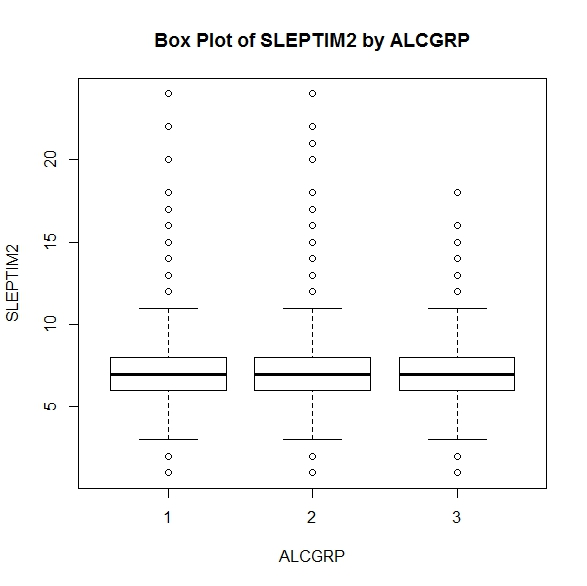 Box Plot of SLEPTIM2 by ALCGRP
SLEPTIM2
20
15
10
5
1 2 3
ALCGRP